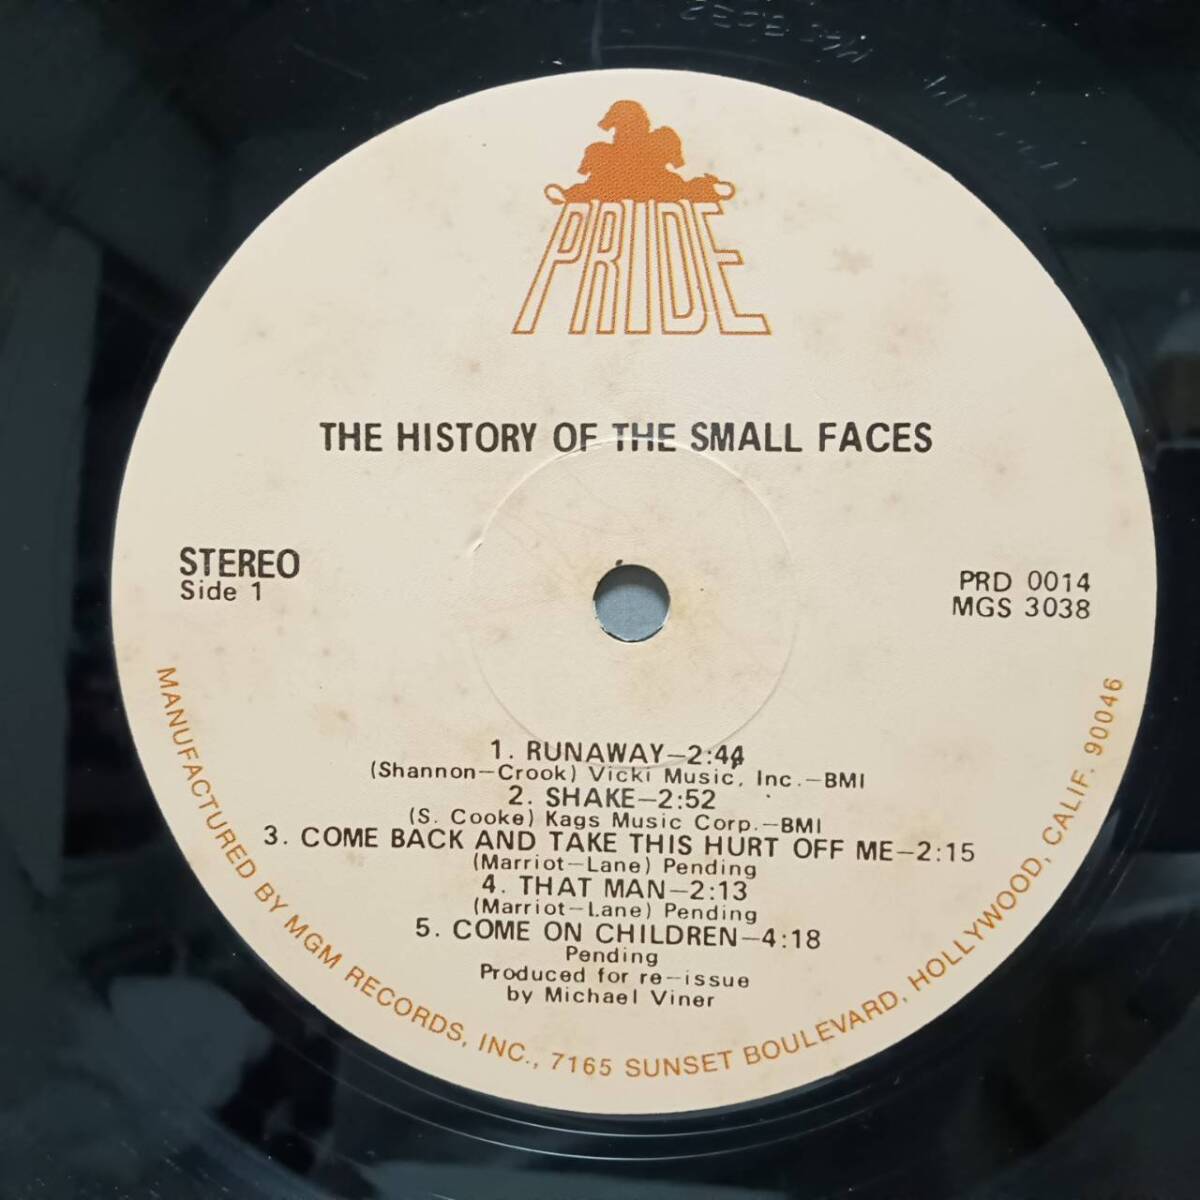 PRIDE
THE HISTORY OF THE SMALL FACES
STEREO
Side 1
PRD 0014
MGS 3038
1. RUNAWAY—2:44
(Shannon—Crook) Vicki Music, Inc.—BMI
2. SHAKE—2:52
(S. Cooke) Kags Music Corp.—BMI
3. COME BACK AND TAKE THIS HURT OFF ME—2:15
(Marriot—Lane) Pending
4. THAT MAN—2:13
(Marriot—Lane) Pending
5. COME ON CHILDREN—4:18
Pending
Produced for re—issue
by Michael Viner
MANUFACTURED BY MGM RECORDS, INC., 7165 SUNSET BOULEVARD, HOLLYWOOD, CALIF. 90046